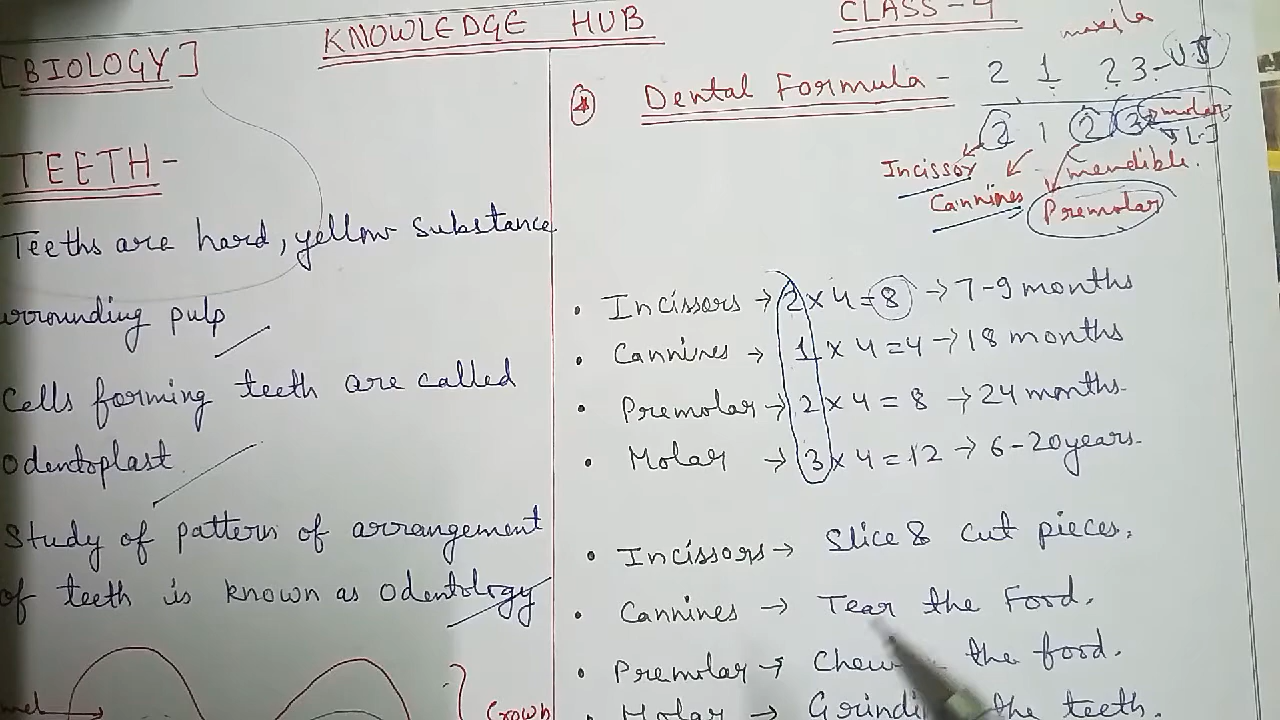 KNOWLEDGE HUB
CLASS-9
[BIOLOGY]
TEETH-
Teeths are hard, yellow substance
urrounding pulp
Cells forming teeth are called
Odentoplast.
Study of pattern of arrangement
of teeth is known as Odentology
Crown
maxila
Dental Formula - 2 1 2 3 - U.J
2 1 2 3 molar
L.J
Incissor
mendible.
Cannines
Premolar
• Incissors → 2 x 4 = 8 → 7-9 months
• Cannines → 1 x 4 = 4 → 18 months
• Premolar → 2 x 4 = 8 → 24 months.
• Molar → 3 x 4 = 12 → 6-20 years.
• Incissors → Slice & cut pieces.
• Cannines → Tear the Food.
• Premolar → Chew the food.
• Molar → Grindi the teeth.